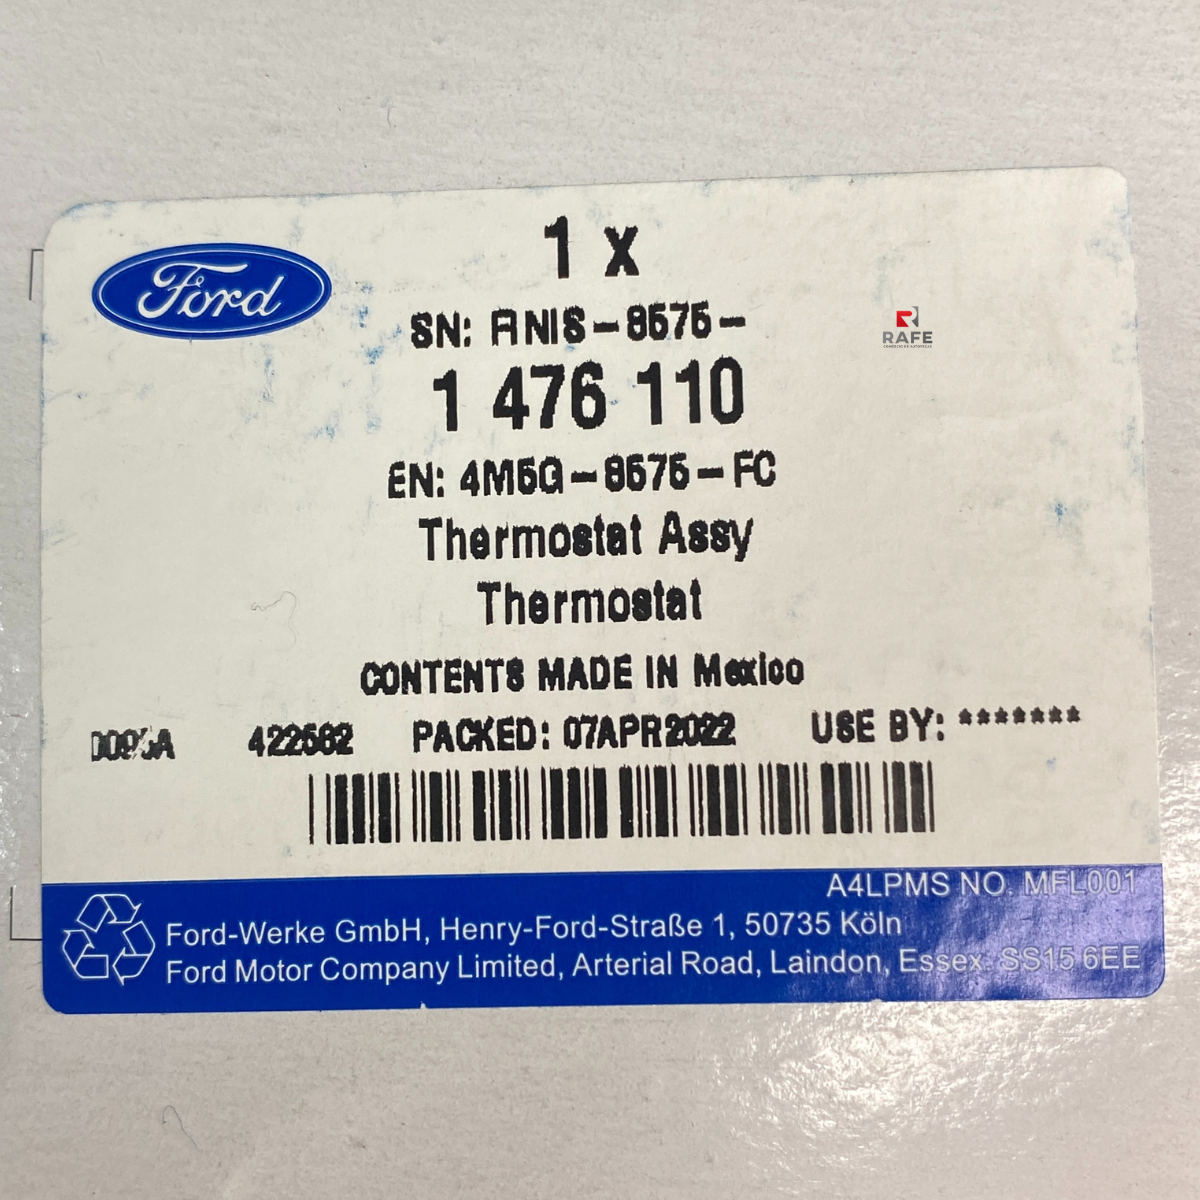 Ford
1 x
SN: FINIS-8575-
RAFE
1 476 110
EN: 4M5G-8575-FC
Thermostat Assy
Thermostat
CONTENTS MADE IN Mexico
422582 PACKED: 07APR2022 USE BY: *******
A4LPMS NO. MFL001
Ford-Werke GmbH, Henry-Ford-Straße 1, 50735 Köln
Ford Motor Company Limited, Arterial Road, Laindon, Essex. SS15 6EE